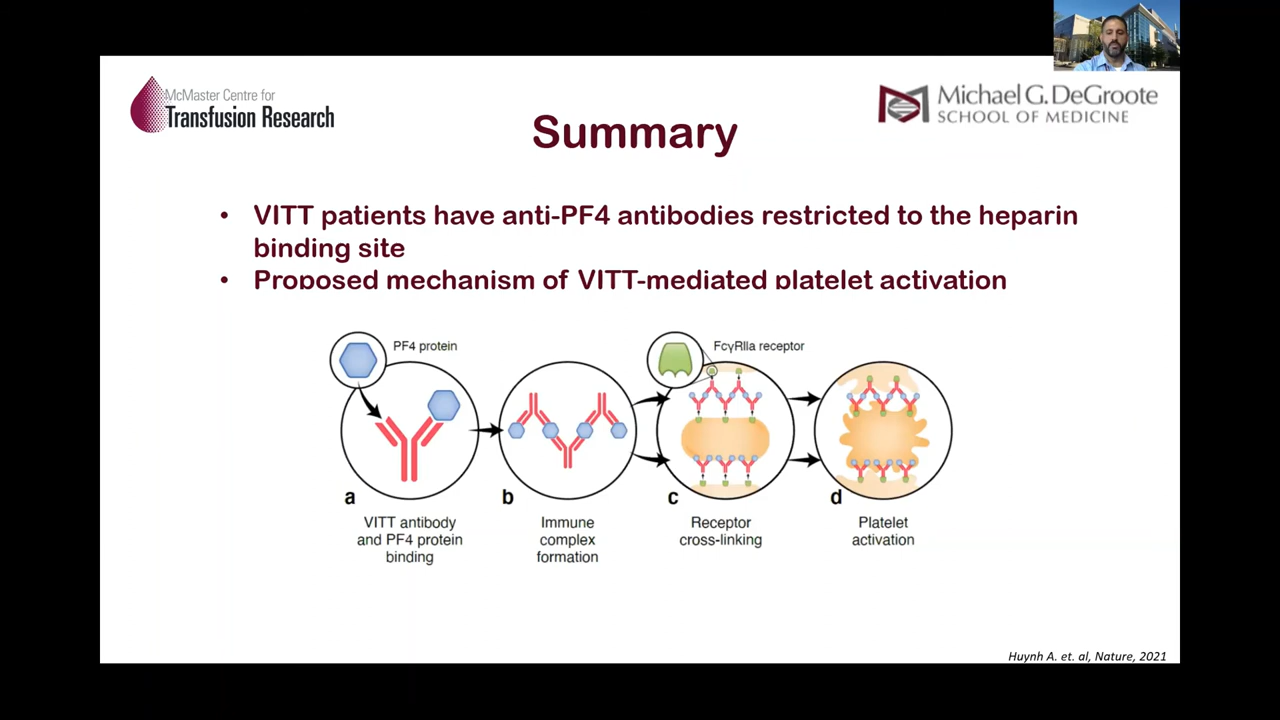 McMaster Centre for
Transfusion Research
Michael G. DeGroote
SCHOOL OF MEDICINE
Summary
• VITT patients have anti-PF4 antibodies restricted to the heparin
binding site
• Proposed mechanism of VITT-mediated platelet activation
PF4 protein
FcγRIIa receptor
a
b
c
d
VITT antibody
and PF4 protein
binding
Immune
complex
formation
Receptor
cross-linking
Platelet
activation
Huynh A. et. al, Nature, 2021